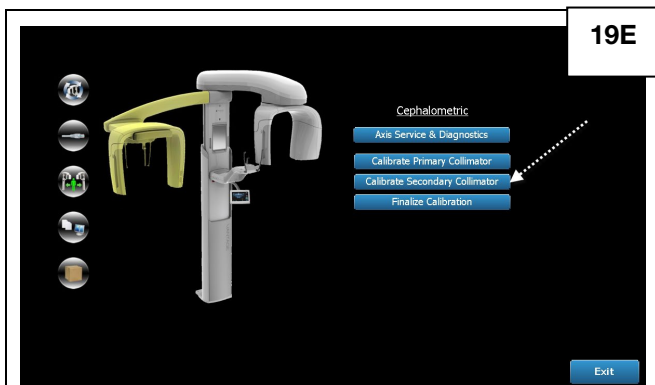 19E
Cephalometric
Axis Service & Diagnostics
Calibrate Primary Collimator
Calibrate Secondary Collimator
Finalize Calibration
Exit